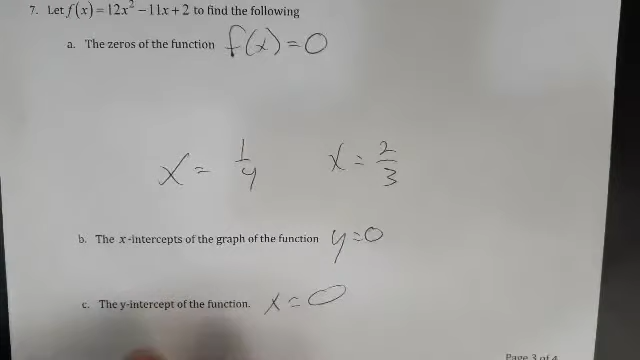 7. Let f(x) = 12x² − 11x + 2 to find the following
a. The zeros of the function f(x) = 0
x = 1/4 x = 2/3
b. The x-intercepts of the graph of the function y = 0
c. The y-intercept of the function. x = 0
Page 3 of 4